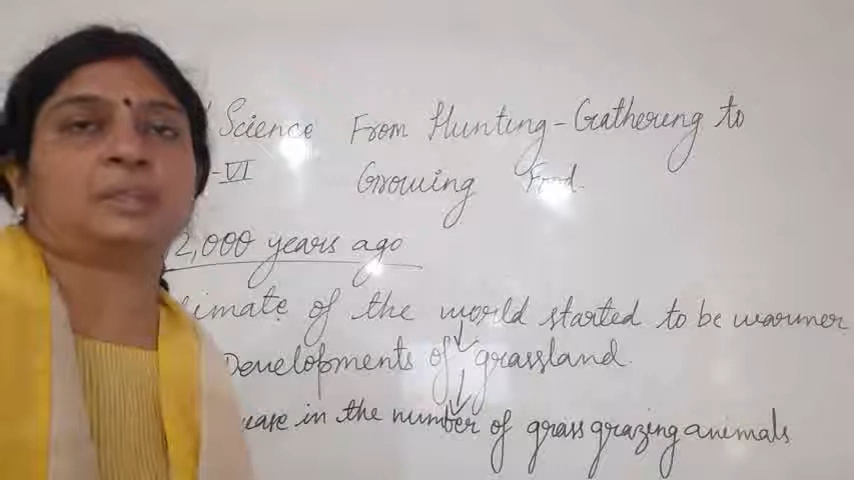 Science From Hunting-Gathering to
-VI Growing Food.
2,000 years ago
limate of the world started to be warmer
Developments of grassland.
ease in the number of grass grazing animals